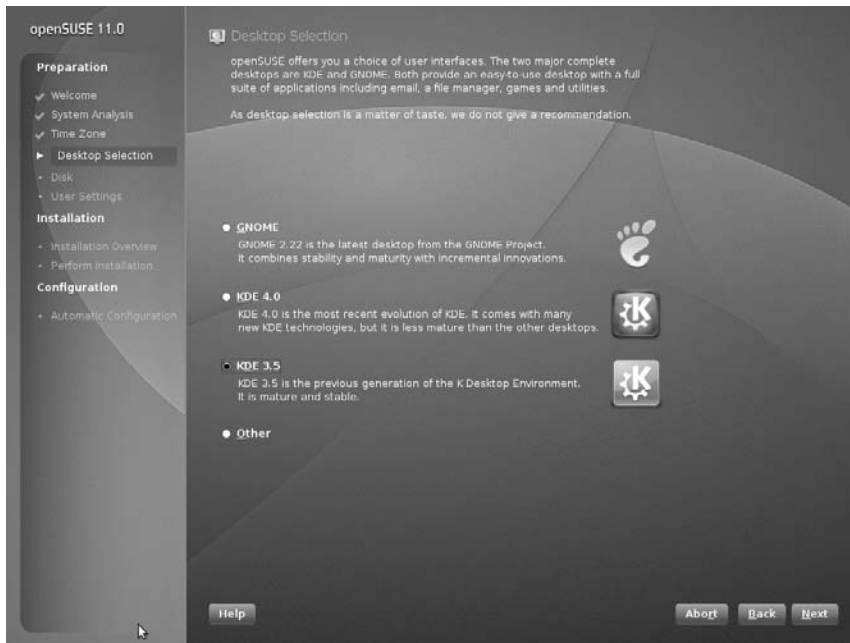 openSUSE 11.0
Preparation
Welcome
System Analysis
Time Zone
Desktop Selection
Disk
User Settings
Installation
Installation Overview
Perform Installation
Configuration
Automatic Configuration
Desktop Selection
openSUSE offers you a choice of user interfaces. The two major complete
desktops are KDE and GNOME. Both provide an easy-to-use desktop with a full
suite of applications including email, a file manager, games and utilities.
As desktop selection is a matter of taste, we do not give a recommendation.
GNOME
GNOME 2.22 is the latest desktop from the GNOME Project.
It combines stability and maturity with incremental innovations.
KDE 4.0
KDE 4.0 is the most recent evolution of KDE. It comes with many
new KDE technologies, but it is less mature than the other desktops.
KDE 3.5
KDE 3.5 is the previous generation of the K Desktop Environment.
It is mature and stable.
Other
Help
Abort
Back
Next